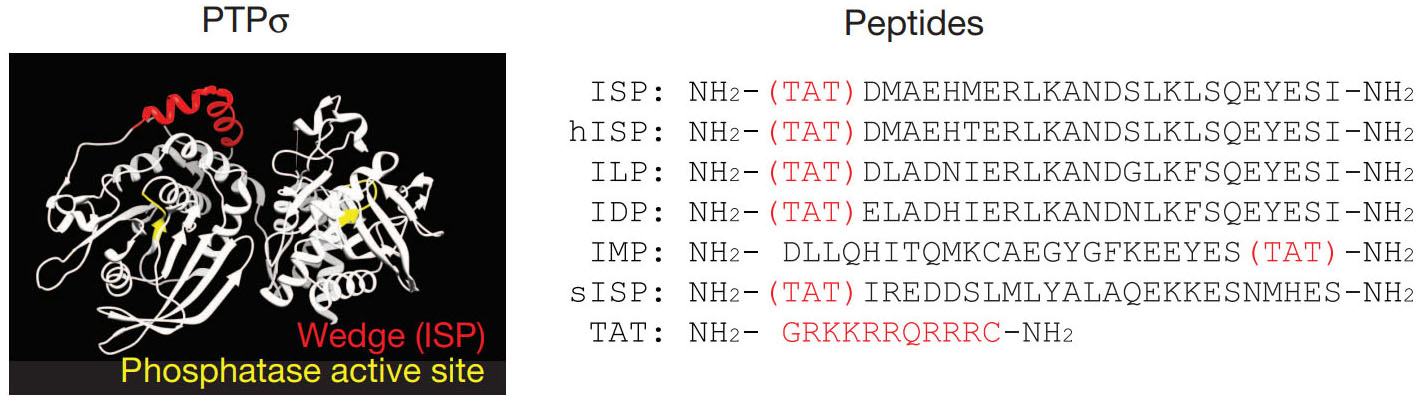 PTPσ
Wedge (ISP)
Phosphatase active site
Peptides
ISP: NH2-(TAT)DMAEHMERLKANDSLKLSQEYESI-NH2
hISP: NH2-(TAT)DMAEHTERLKANDSLKLSQEYESI-NH2
ILP: NH2-(TAT)DLADNIERLKANDGLKFSQEYESI-NH2
IDP: NH2-(TAT)ELADHIERLKANDNLKFSQEYESI-NH2
IMP: NH2- DLLQHITQMKCAEGYGFKEEYES(TAT)-NH2
sISP: NH2-(TAT)IREDDSLMLYALAQEKKESNMHES-NH2
TAT: NH2- GRKKRRQRRRC-NH2